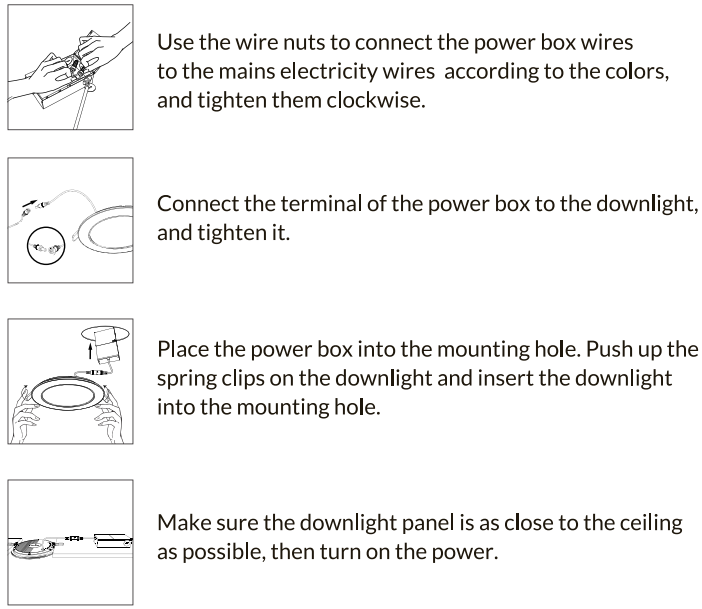 Use the wire nuts to connect the power box wires
to the mains electricity wires according to the colors,
and tighten them clockwise.
Connect the terminal of the power box to the downlight,
and tighten it.
Place the power box into the mounting hole. Push up the
spring clips on the downlight and insert the downlight
into the mounting hole.
Make sure the downlight panel is as close to the ceiling
as possible, then turn on the power.